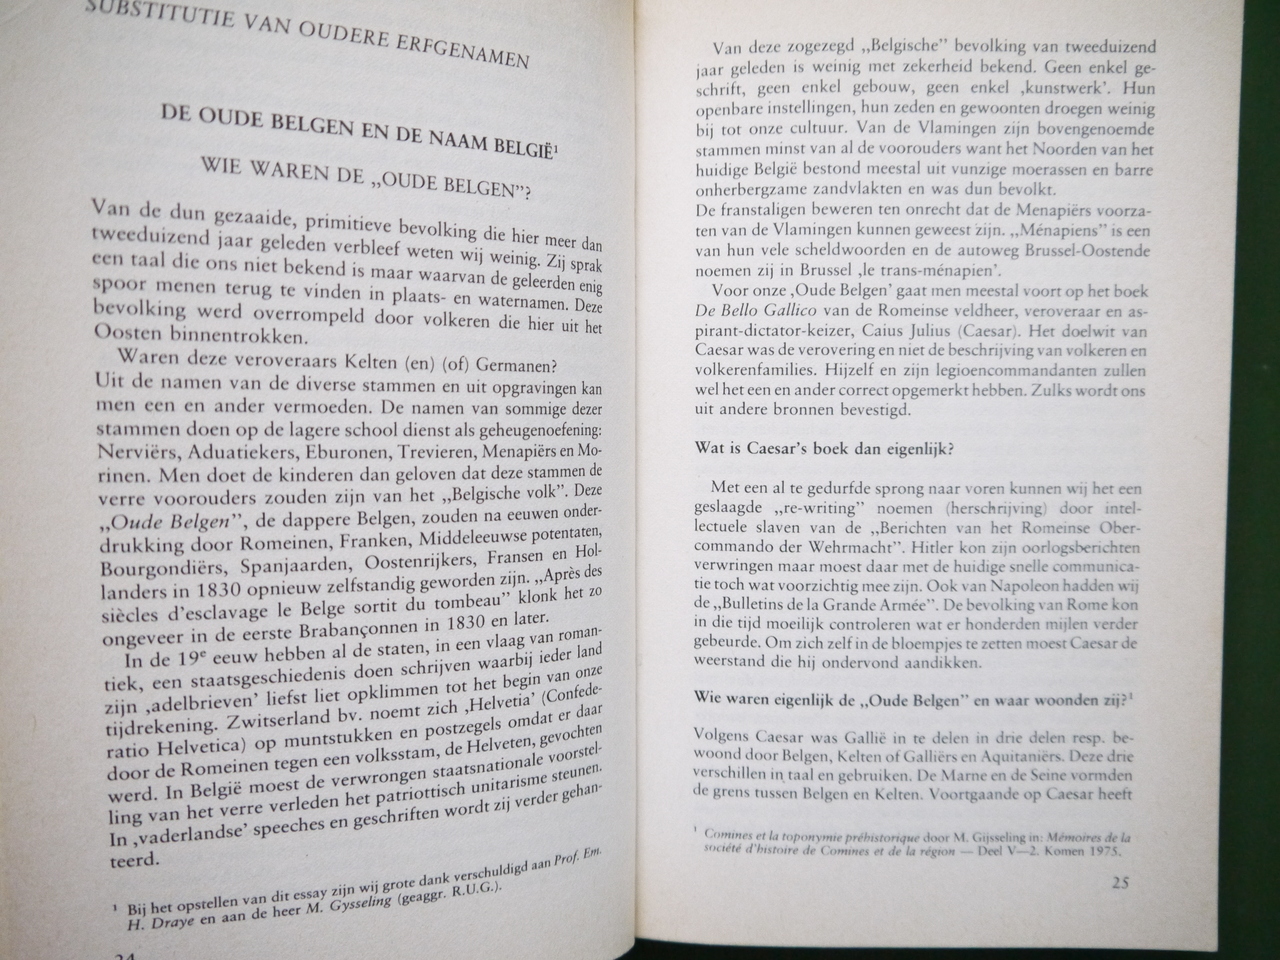 SUBSTITUTIE VAN OUDERE ERFGENAMEN
DE OUDE BELGEN EN DE NAAM BELGIË¹
WIE WAREN DE „OUDE BELGEN”?
Van de dun gezaaide, primitieve bevolking die hier meer dan
tweeduizend jaar geleden verbleef weten wij weinig. Zij sprak
een taal die ons niet bekend is maar waarvan de geleerden enig
spoor menen terug te vinden in plaats- en waternamen. Deze
bevolking werd overrompeld door volkeren die hier uit het
Oosten binnentrokken.
Waren deze veroveraars Kelten (en) (of) Germanen?
Uit de namen van de diverse stammen en uit opgravingen kan
men een en ander vermoeden. De namen van sommige dezer
stammen doen op de lagere school dienst als geheugenoefening:
Nerviërs, Aduatiekers, Eburonen, Trevieren, Menapiërs en Mo-
rinen. Men doet de kinderen dan geloven dat deze stammen de
verre voorouders zouden zijn van het „Belgische volk”. Deze
„Oude Belgen”, de dappere Belgen, zouden na eeuwen onder-
drukking door Romeinen, Franken, Middeleeuwse potentaten,
Bourgondiërs, Spanjaarden, Oostenrijkers, Fransen en Hol-
landers in 1830 opnieuw zelfstandig geworden zijn. „Après des
siècles d’esclavage le Belge sortit du tombeau” klonk het zo
ongeveer in de eerste Brabançonnen in 1830 en later.
In de 19ᵉ eeuw hebben al de staten, in een vlaag van roman-
tiek, een staatsgeschiedenis doen schrijven waarbij ieder land
zijn ‚adelbrieven’ liefst liet opklimmen tot het begin van onze
tijdrekening. Zwitserland bv. noemt zich ‚Helvetia’ (Confede-
ratio Helvetica) op muntstukken en postzegels omdat er daar
door de Romeinen tegen een volksstam, de Helveten, gevochten
werd. In België moest de verwrongen staatsnationale voorstel-
ling van het verre verleden het patriottisch unitarisme steunen.
In ‚vaderlandse’ speeches en geschriften wordt zij verder gehan-
teerd.
¹ Bij het opstellen van dit essay zijn wij grote dank verschuldigd aan Prof. Em.
H. Draye en aan de heer M. Gysseling (geaggr. R.U.G.).
24
Van deze zogezegd „Belgische” bevolking van tweeduizend
jaar geleden is weinig met zekerheid bekend. Geen enkel ge-
schrift, geen enkel gebouw, geen enkel ‚kunstwerk’. Hun
openbare instellingen, hun zeden en gewoonten droegen weinig
bij tot onze cultuur. Van de Vlamingen zijn bovengenoemde
stammen minst van al de voorouders want het Noorden van het
huidige België bestond meestal uit vunzige moerassen en barre
onherbergzame zandvlakten en was dun bevolkt.
De franstaligen beweren ten onrecht dat de Menapiërs voorza-
ten van de Vlamingen kunnen geweest zijn. „Ménapiens” is een
van hun vele scheldwoorden en de autoweg Brussel-Oostende
noemen zij in Brussel ‚le trans-ménapien’.
Voor onze ‚Oude Belgen’ gaat men meestal voort op het boek
De Bello Gallico van de Romeinse veldheer, veroveraar en as-
pirant-dictator-keizer, Caius Julius (Caesar). Het doelwit van
Caesar was de verovering en niet de beschrijving van volkeren en
volkerenfamilies. Hijzelf en zijn legioencommandanten zullen
wel het een en ander correct opgemerkt hebben. Zulks wordt ons
uit andere bronnen bevestigd.
Wat is Caesar’s boek dan eigenlijk?
Met een al te gedurfde sprong naar voren kunnen wij het een
geslaagde „re-writing” noemen (herschrijving) door intel-
lectuele slaven van de „Berichten van het Romeinse Ober-
commando der Wehrmacht”. Hitler kon zijn oorlogsberichten
verwringen maar moest daar met de huidige snelle communica-
tie toch wat voorzichtig mee zijn. Ook van Napoleon hadden wij
de „Bulletins de la Grande Armée”. De bevolking van Rome kon
in die tijd moeilijk controleren wat er honderden mijlen verder
gebeurde. Om zich zelf in de bloempjes te zetten moest Caesar de
weerstand die hij ondervond aandikken.
Wie waren eigenlijk de „Oude Belgen” en waar woonden zij?¹
Volgens Caesar was Gallië in te delen in drie delen resp. be-
woond door Belgen, Kelten of Galliërs en Aquitaniërs. Deze drie
verschillen in taal en gebruiken. De Marne en de Seine vormden
de grens tussen Belgen en Kelten. Voortgaande op Caesar heeft
¹ Comines et la toponymie préhistorique door M. Gijsseling in: Mémoires de la
société d’histoire de Comines et de la région — Deel V—2. Komen 1975.
25